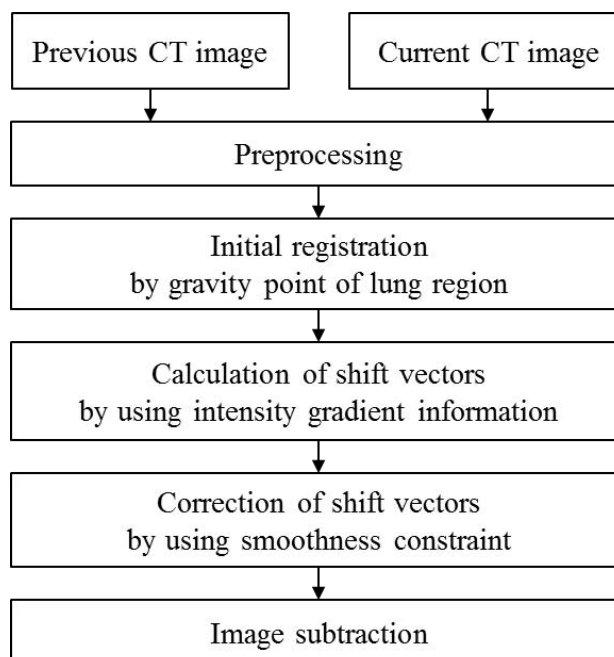 Previous CT image
Current CT image
Preprocessing
Initial registration
by gravity point of lung region
Calculation of shift vectors
by using intensity gradient information
Correction of shift vectors
by using smoothness constraint
Image subtraction